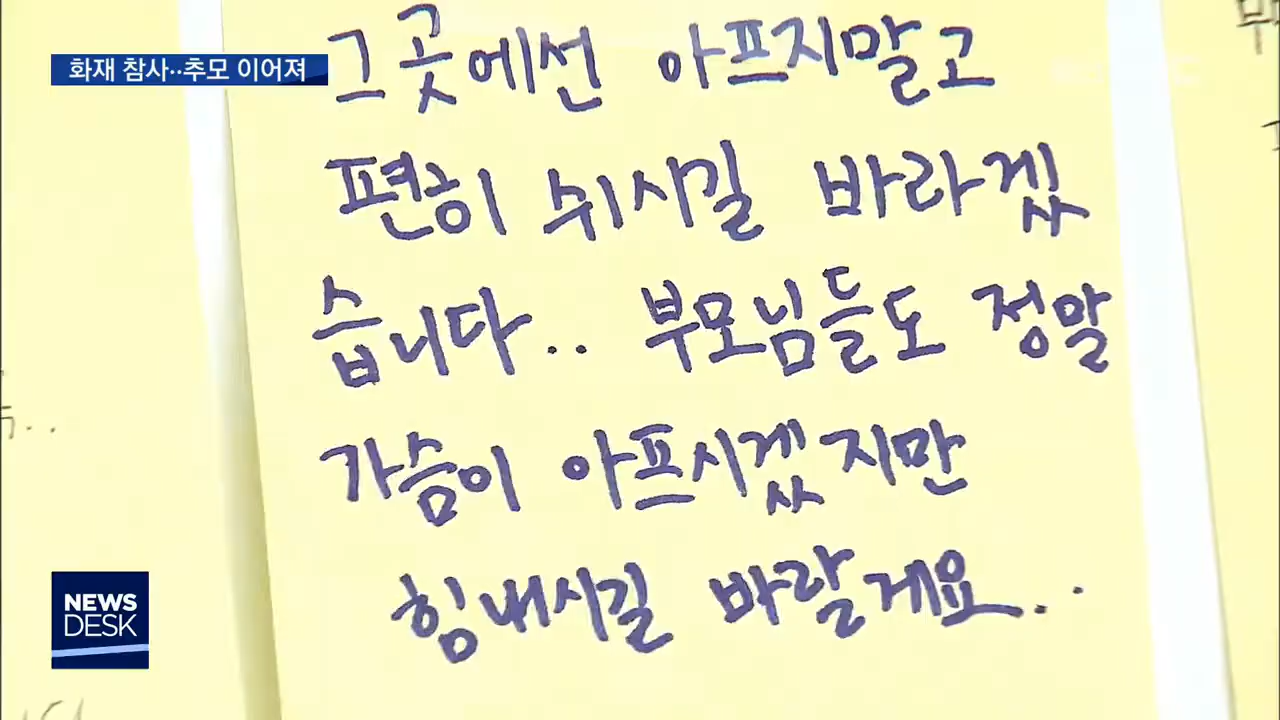 화재 참사··추모 이어져
그곳에선 아프지말고
편히 쉬시길 바라겠
습니다.. 부모님들도 정말
가슴이 아프시겠지만
힘내시길 바랄게요..
NEWS
DESK